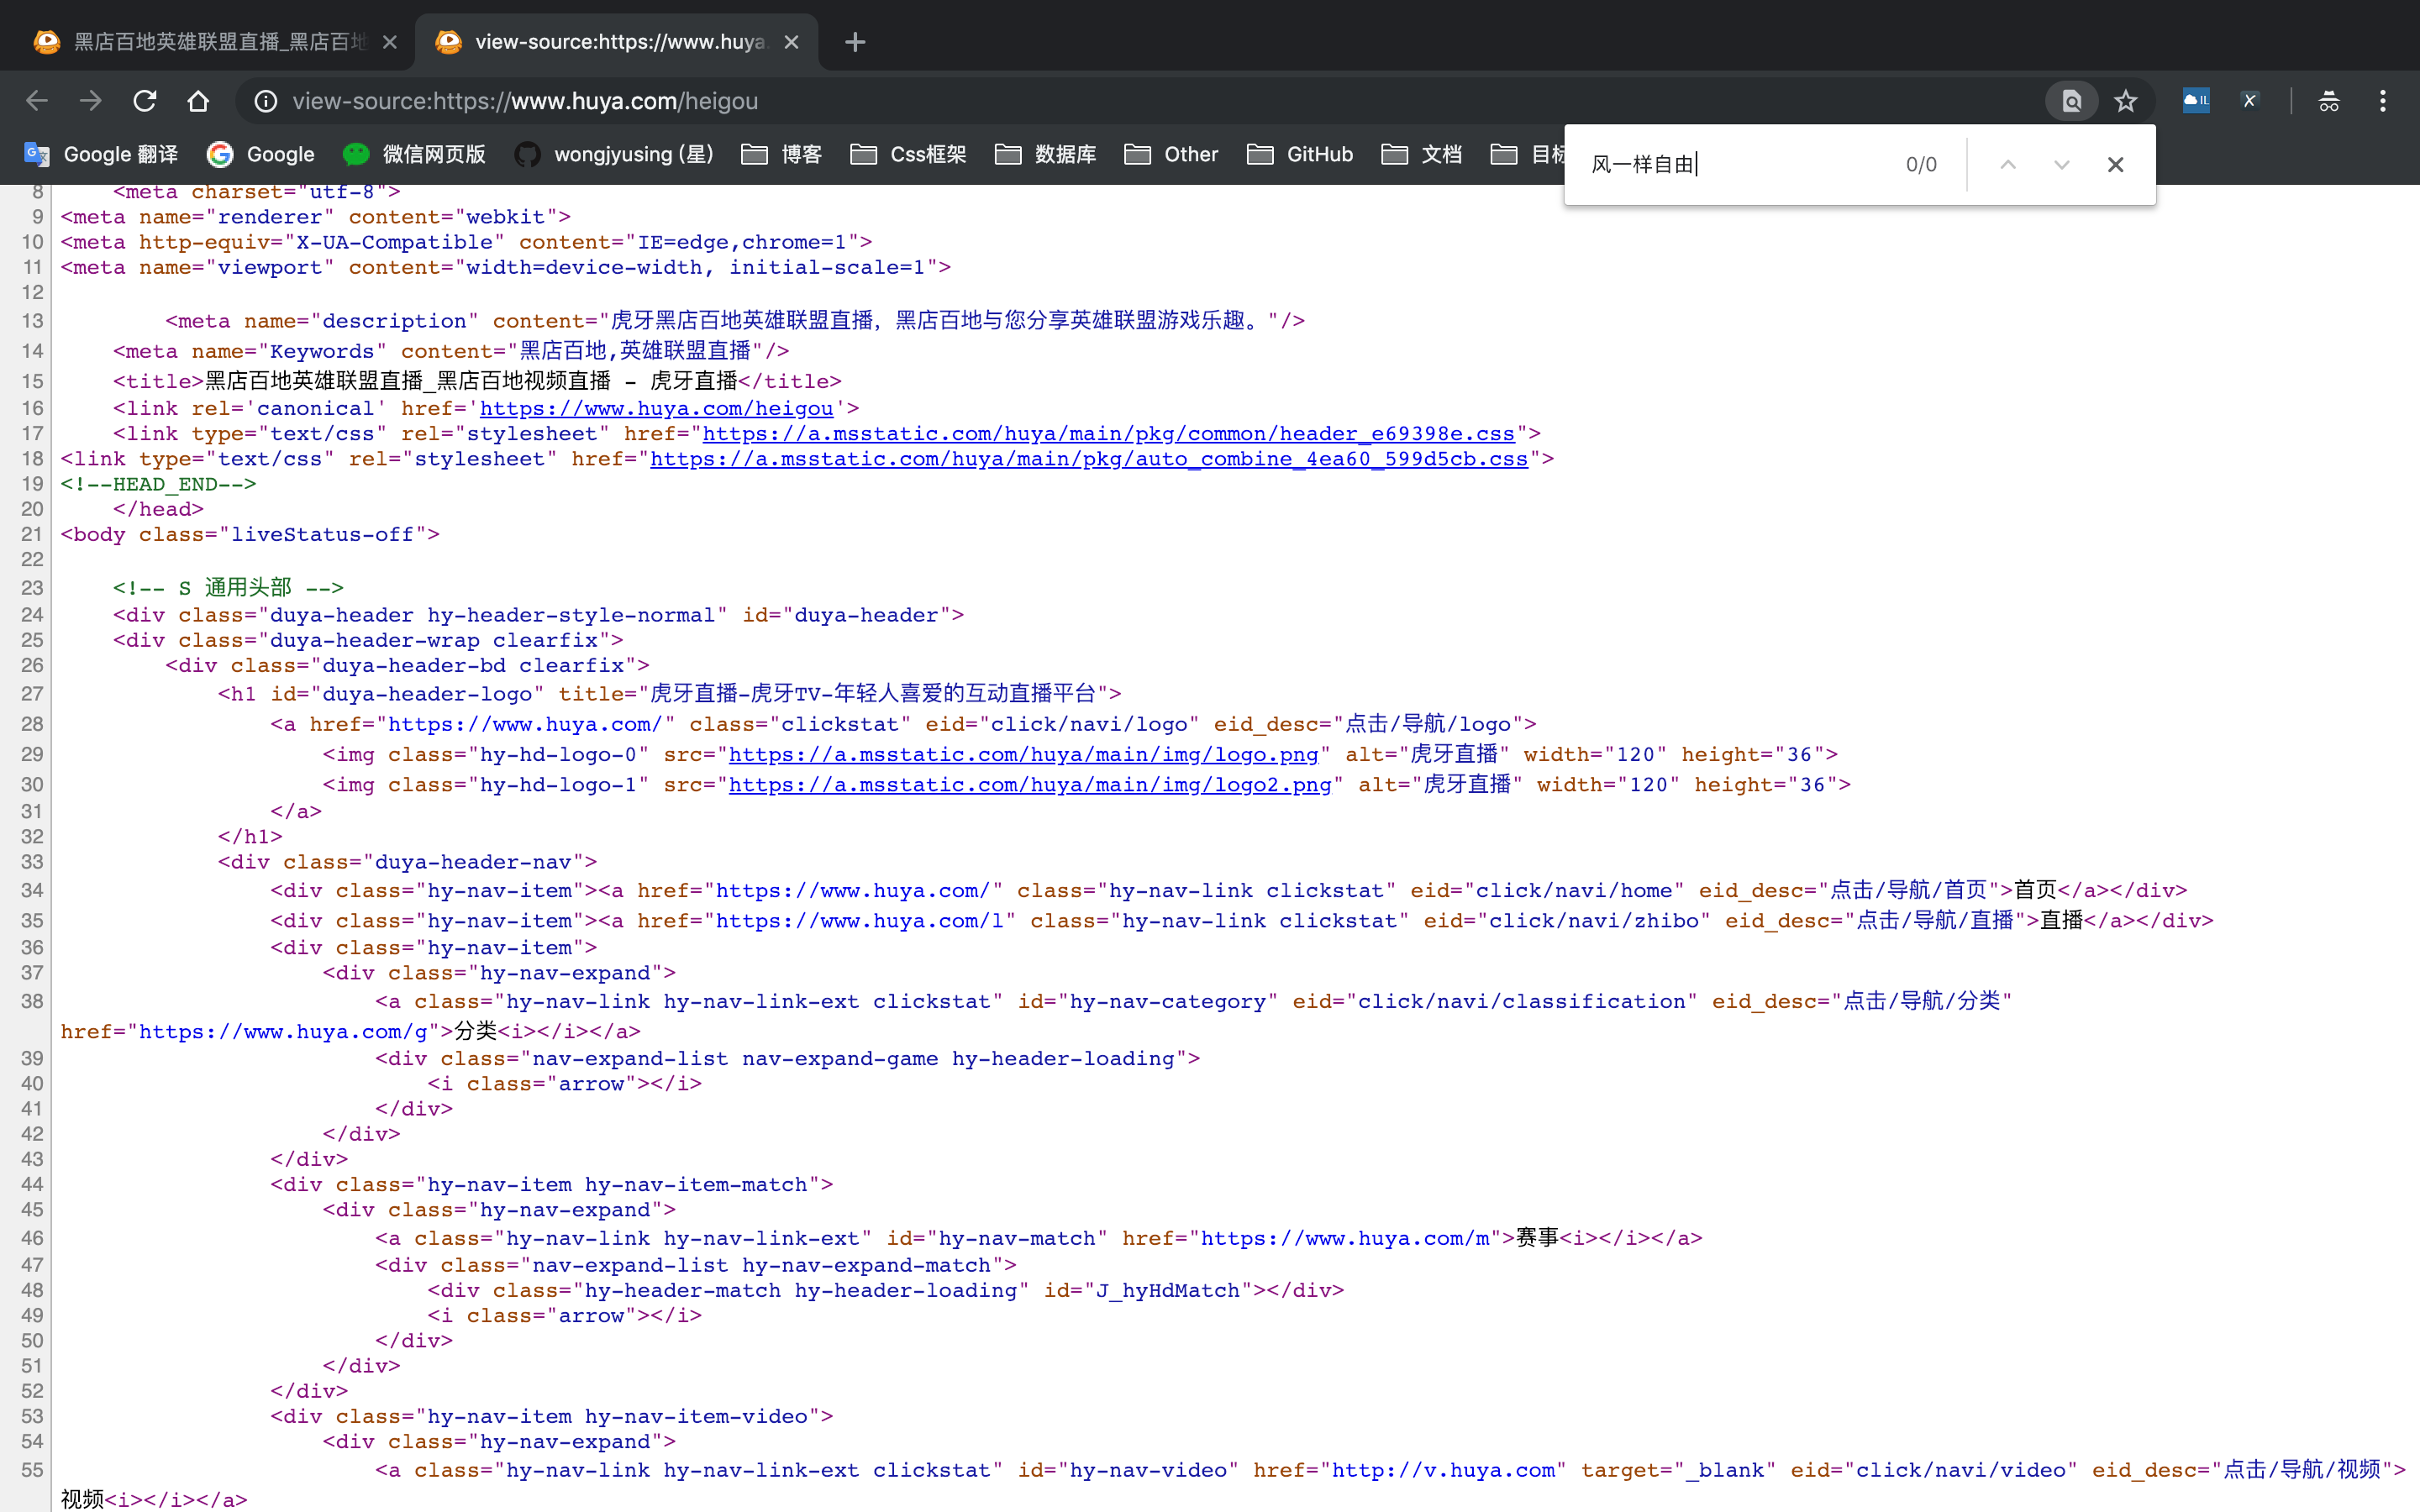 黑店百地英雄联盟直播_黑店百地
view-source:https://www.huya.
view-source:https://www.huya.com/heigou
Google 翻译
Google
微信网页版
wongjyusing (星)
博客
Css框架
数据库
Other
GitHub
文档
风一样自由
0/0
8 <meta charset="utf-8">
9 <meta name="renderer" content="webkit">
10 <meta http-equiv="X-UA-Compatible" content="IE=edge,chrome=1">
11 <meta name="viewport" content="width=device-width, initial-scale=1">
12
13 <meta name="description" content="虎牙黑店百地英雄联盟直播，黑店百地与您分享英雄联盟游戏乐趣。"/>
14 <meta name="Keywords" content="黑店百地,英雄联盟直播"/>
15 <title>黑店百地英雄联盟直播_黑店百地视频直播 - 虎牙直播</title>
16 <link rel='canonical' href='https://www.huya.com/heigou'>
17 <link type="text/css" rel="stylesheet" href="https://a.msstatic.com/huya/main/pkg/common/header_e69398e.css">
18 <link type="text/css" rel="stylesheet" href="https://a.msstatic.com/huya/main/pkg/auto_combine_4ea60_599d5cb.css">
19 <!--HEAD_END-->
20 </head>
21 <body class="liveStatus-off">
22
23 <!-- S 通用头部 -->
24 <div class="duya-header hy-header-style-normal" id="duya-header">
25 <div class="duya-header-wrap clearfix">
26 <div class="duya-header-bd clearfix">
27 <h1 id="duya-header-logo" title="虎牙直播-虎牙TV-年轻人喜爱的互动直播平台">
28 <a href="https://www.huya.com/" class="clickstat" eid="click/navi/logo" eid_desc="点击/导航/logo">
29 <img class="hy-hd-logo-0" src="https://a.msstatic.com/huya/main/img/logo.png" alt="虎牙直播" width="120" height="36">
30 <img class="hy-hd-logo-1" src="https://a.msstatic.com/huya/main/img/logo2.png" alt="虎牙直播" width="120" height="36">
31 </a>
32 </h1>
33 <div class="duya-header-nav">
34 <div class="hy-nav-item"><a href="https://www.huya.com/" class="hy-nav-link clickstat" eid="click/navi/home" eid_desc="点击/导航/首页">首页</a></div>
35 <div class="hy-nav-item"><a href="https://www.huya.com/l" class="hy-nav-link clickstat" eid="click/navi/zhibo" eid_desc="点击/导航/直播">直播</a></div>
36 <div class="hy-nav-item">
37 <div class="hy-nav-expand">
38 <a class="hy-nav-link hy-nav-link-ext clickstat" id="hy-nav-category" eid="click/navi/classification" eid_desc="点击/导航/分类"
href="https://www.huya.com/g">分类<i></i></a>
39 <div class="nav-expand-list nav-expand-game hy-header-loading">
40 <i class="arrow"></i>
41 </div>
42 </div>
43 </div>
44 <div class="hy-nav-item hy-nav-item-match">
45 <div class="hy-nav-expand">
46 <a class="hy-nav-link hy-nav-link-ext" id="hy-nav-match" href="https://www.huya.com/m">赛事<i></i></a>
47 <div class="nav-expand-list hy-nav-expand-match">
48 <div class="hy-header-match hy-header-loading" id="J_hyHdMatch"></div>
49 <i class="arrow"></i>
50 </div>
51 </div>
52 </div>
53 <div class="hy-nav-item hy-nav-item-video">
54 <div class="hy-nav-expand">
55 <a class="hy-nav-link hy-nav-link-ext clickstat" id="hy-nav-video" href="http://v.huya.com" target="_blank" eid="click/navi/video" eid_desc="点击/导航/视频">
视频<i></i></a>